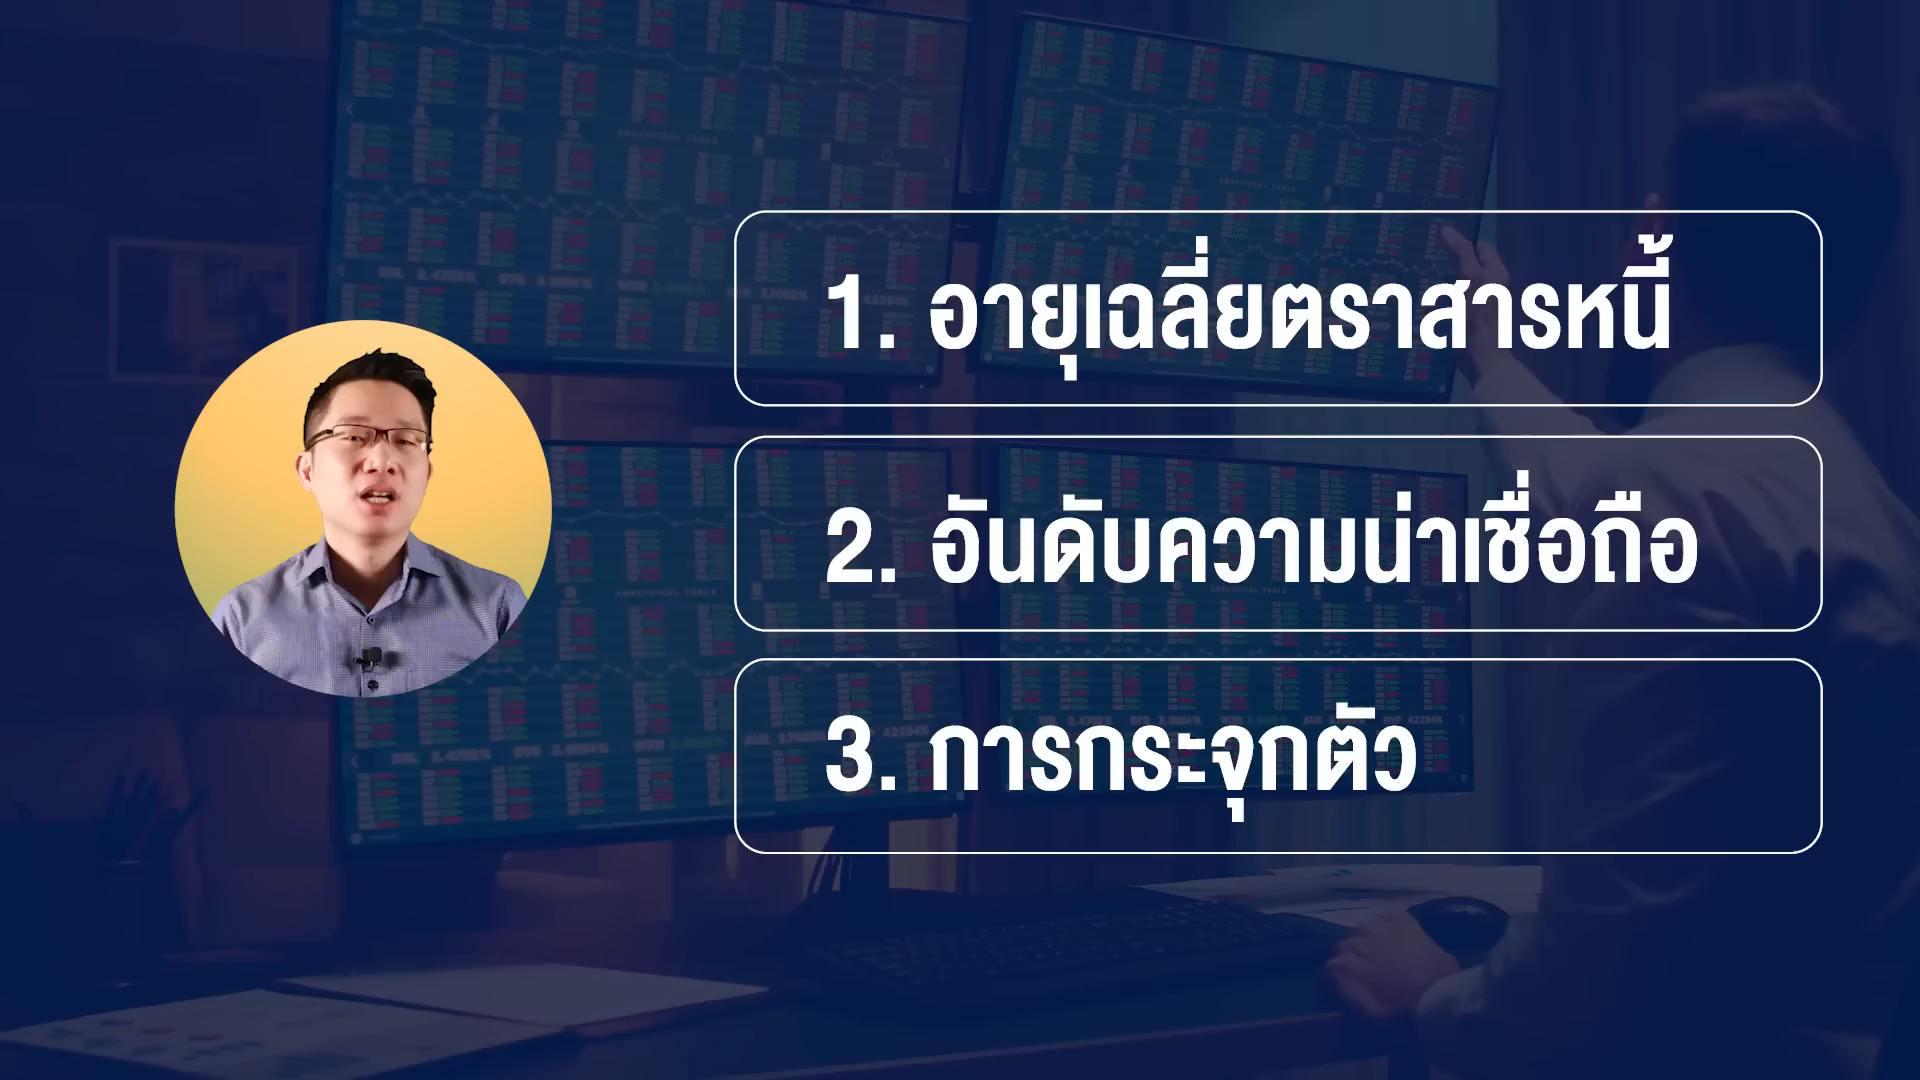 1. อายุเฉลี่ยตราสารหนี้
2. อันดับความน่าเชื่อถือ
3. การกระจุกตัว